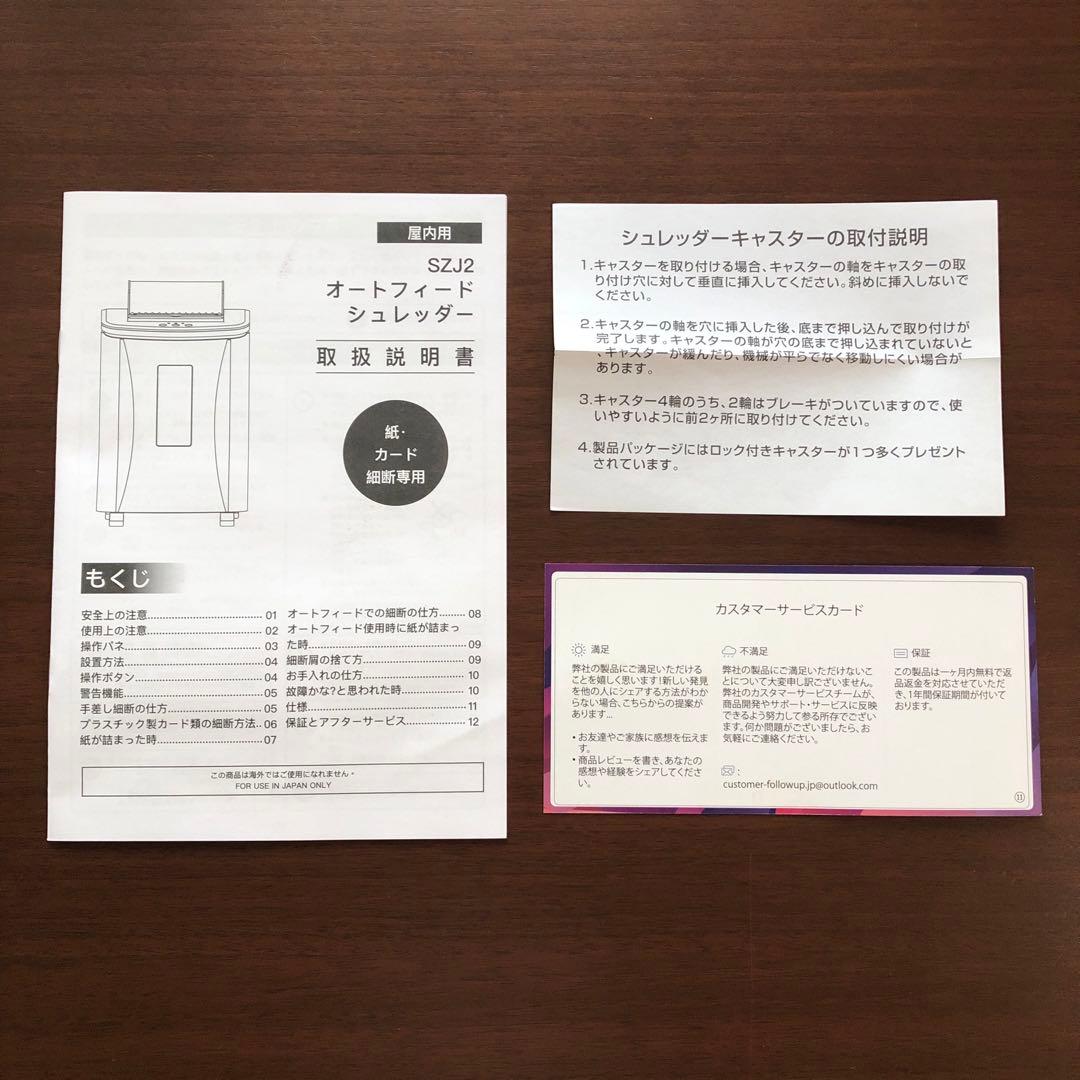 屋内用
SZJ2
オートフィード
シュレッダー
取扱説明書
紙・
カード
細断専用
もくじ
安全上の注意........................ 01
使用上の注意........................ 02
操作パネ........................ 03
設置方法........................ 04
操作ボタン........................ 04
警告機能........................ 05
手差し細断の仕方........................ 05
プラスチック製カード類の細断方法.. 06
紙が詰まった時........................ 07
オートフィードでの細断の仕方......... 08
オートフィード使用時に紙が詰まっ
た時........................ 09
細断屑の捨て方........................ 09
お手入れの仕方........................ 10
故障かな?と思われた時.................. 10
仕様........................ 11
保証とアフターサービス.................. 12
この商品は海外ではご使用になれません。
FOR USE IN JAPAN ONLY
シュレッダーキャスターの取付説明
1.キャスターを取り付ける場合、キャスターの軸をキャスターの取
り付け穴に対して垂直に挿入してください。斜めに挿入しないで
ください。
2.キャスターの軸を穴に挿入した後、底まで押し込んで取り付けが
完了します。キャスターの軸が穴の底まで押し込まれていないと
、キャスターが緩んだり、機械が平らでなく移動しにくい場合が
あります。
3.キャスター4輪のうち、2輪はブレーキがついていますので、使
いやすいように前2ヶ所に取り付けてください。
4.製品パッケージにはロック付きキャスターが1つ多くプレゼント
されています。
カスタマーサービスカード
満足
弊社の製品にご満足いただける
ことを嬉しく思います!新しい発見
を他の人にシェアする方法がわか
らない場合、こちらからの提案が
あります...
• お友達やご家族に感想を伝えま
す。
• 商品レビューを書き、あなたの
感想や経験をシェアしてくださ
い。
不満足
弊社の製品にご満足いただけないこ
とについて大変申し訳ございません。
弊社のカスタマーサービスチームが、
商品開発やサポート・サービスに反映
できるよう努力して参る所存でござい
ます。何か問題がございましたら、お
気軽にご連絡ください。
:
customer-followup.jp@outlook.com
保証
この製品は一ヶ月内無料で返
品返金を対応させていただ
き、1年間保証期間が付いて
おります。
⑪